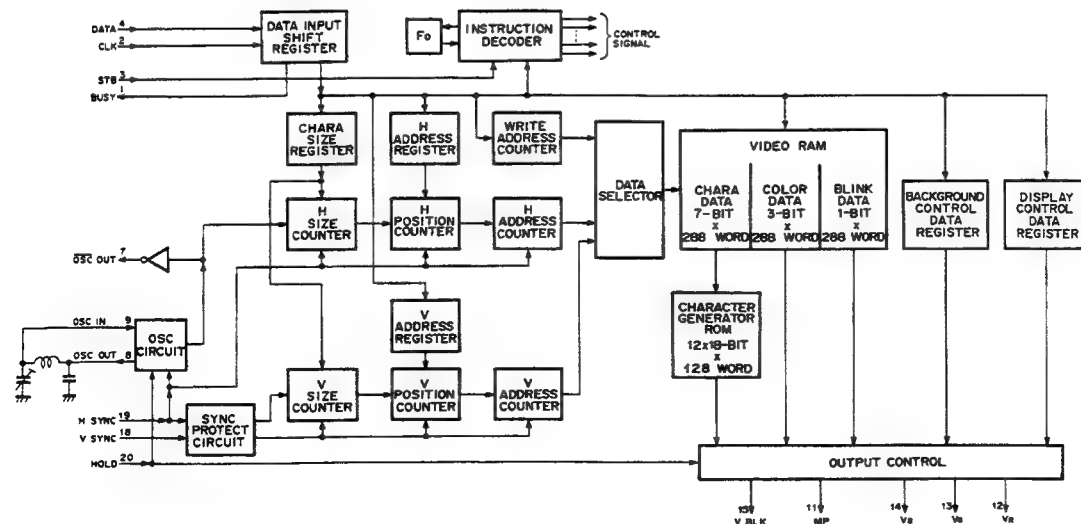 DATA 4
CLK 2
STB 3
BUSY 1
DATA INPUT
SHIFT
REGISTER
Fo
INSTRUCTION
DECODER
CONTROL
SIGNAL
CHARA
SIZE
REGISTER
H
ADDRESS
REGISTER
WRITE
ADDRESS
COUNTER
DATA
SELECTOR
VIDEO RAM
CHARA
DATA
7-BIT
x
288 WORD
COLOR
DATA
3-BIT
x
288 WORD
BLINK
DATA
1-BIT
x
288 WORD
BACKGROUND
CONTROL
DATA
REGISTER
DISPLAY
CONTROL
DATA
REGISTER
H
SIZE
COUNTER
H
POSITION
COUNTER
H
ADDRESS
COUNTER
7
OSC OUT
OSC IN 9
OSC OUT 8
OSC
CIRCUIT
V
ADDRESS
REGISTER
CHARACTER
GENERATOR
ROM
12x18-BIT
x
128 WORD
V
SIZE
COUNTER
V
POSITION
COUNTER
V
ADDRESS
COUNTER
H SYNC 19
V SYNC 18
HOLD 20
SYNC
PROTECT
CIRCUIT
OUTPUT CONTROL
15 11 14 13 12
V BLK